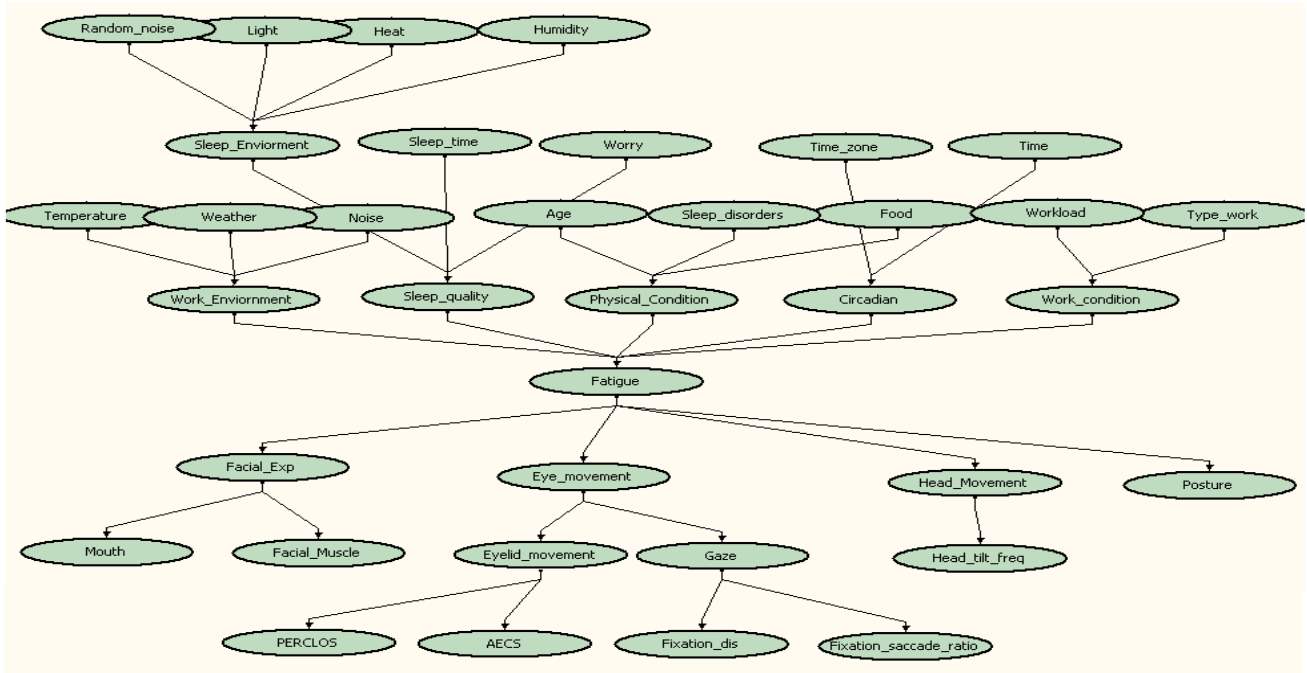 Random_noise
Light
Heat
Humidity
Sleep_Enviorment
Sleep_time
Worry
Time_zone
Time
Temperature
Weather
Noise
Age
Sleep_disorders
Food
Workload
Type_work
Work_Enviornment
Sleep_quality
Physical_Condition
Circadian
Work_condition
Fatigue
Facial_Exp
Eye_movement
Head_Movement
Posture
Mouth
Facial_Muscle
Eyelid_movement
Gaze
Head_tilt_freq
PERCLOS
AECS
Fixation_dis
Fixation_saccade_ratio